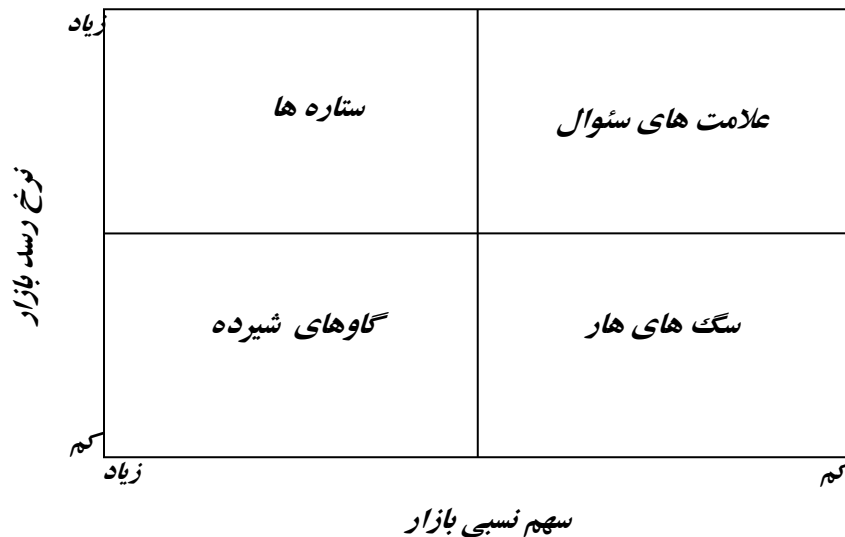 زیاد
ستاره ها
علامت های سئوال
نرخ رسد بازار
گاوهای شیرده
سگ های هار
کم
زیاد
کم
سهم نسبی بازار